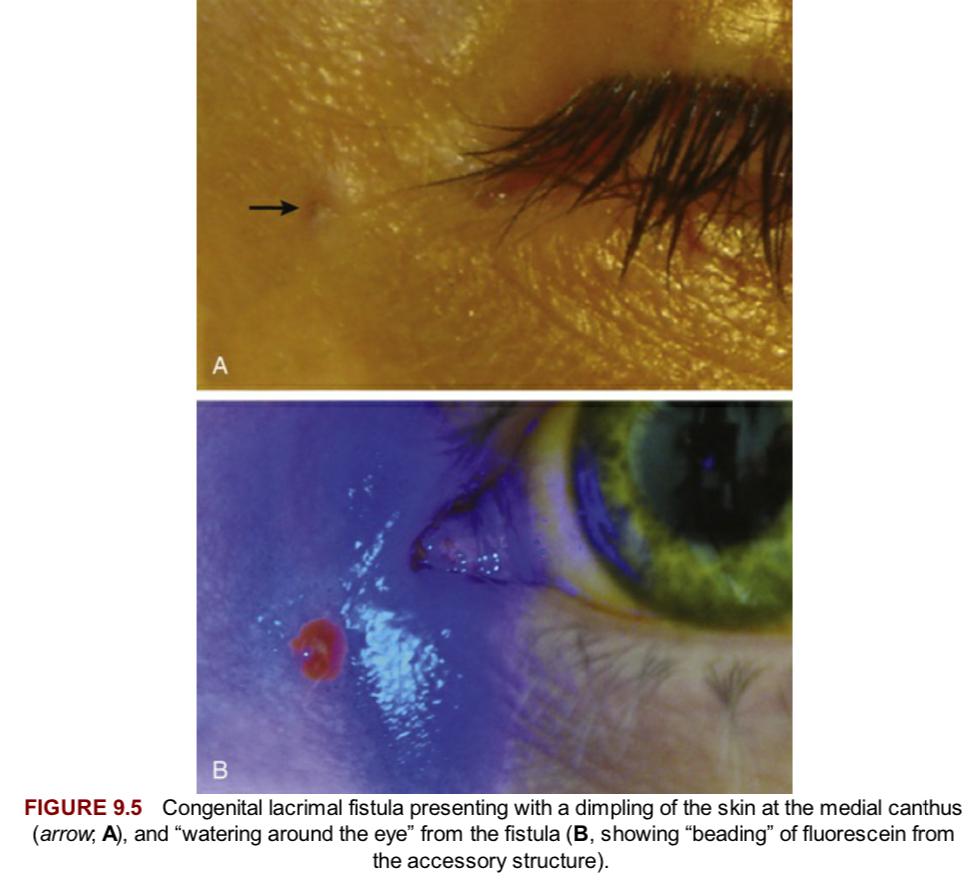 A
B
FIGURE 9.5 Congenital lacrimal fistula presenting with a dimpling of the skin at the medial canthus
(arrow, A), and “watering around the eye” from the fistula (B, showing “beading” of fluorescein from
the accessory structure).